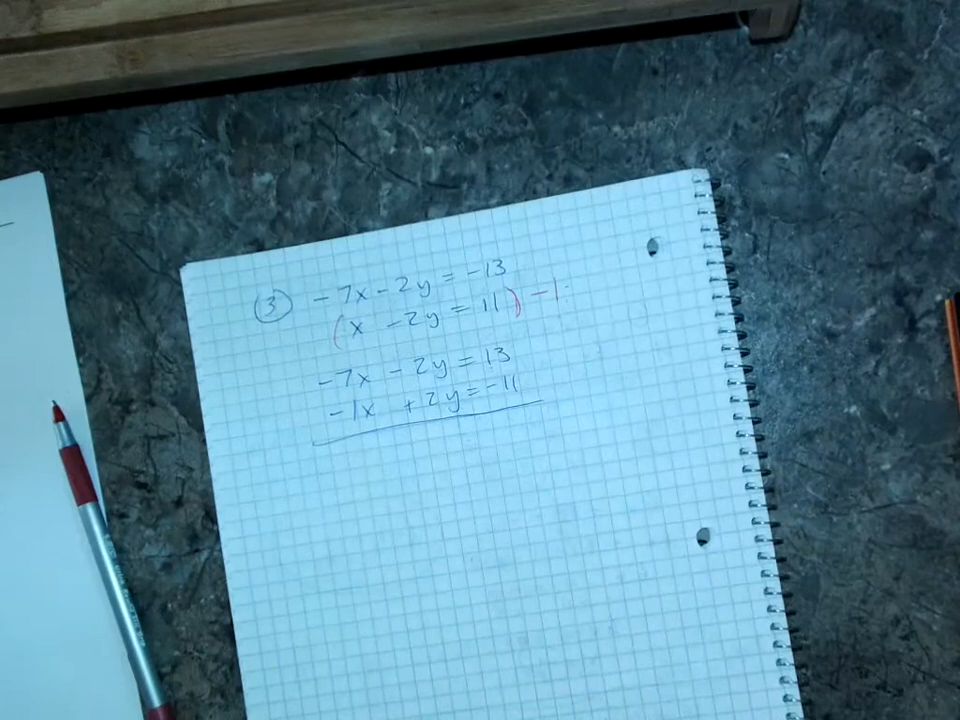 ③ -7x - 2y = -13
(x - 2y = 11) -1
-7x - 2y = 13
-1x + 2y = -11